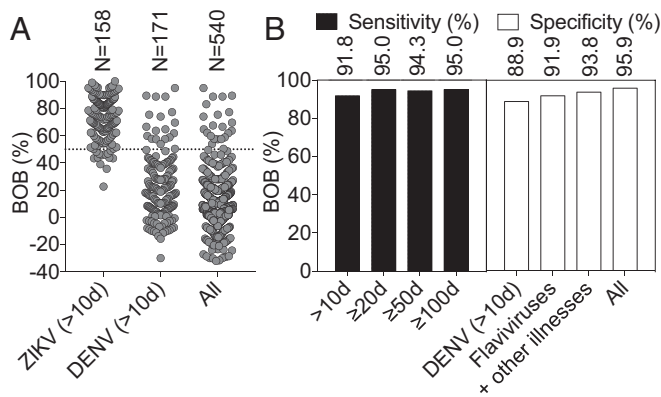 A
N=158
N=171
N=540
BOB (%)
100
80
60
40
20
0
-20
-40
ZIKV (>10d)
DENV (>10d)
All
B
Sensitivity (%)
Specificity (%)
91.8
95.0
94.3
95.0
88.9
91.9
93.8
95.9
BOB (%)
100
80
60
40
20
0
>10d
≥20d
≥50d
≥100d
DENV (>10d)
Flaviviruses
+ other illnesses
All